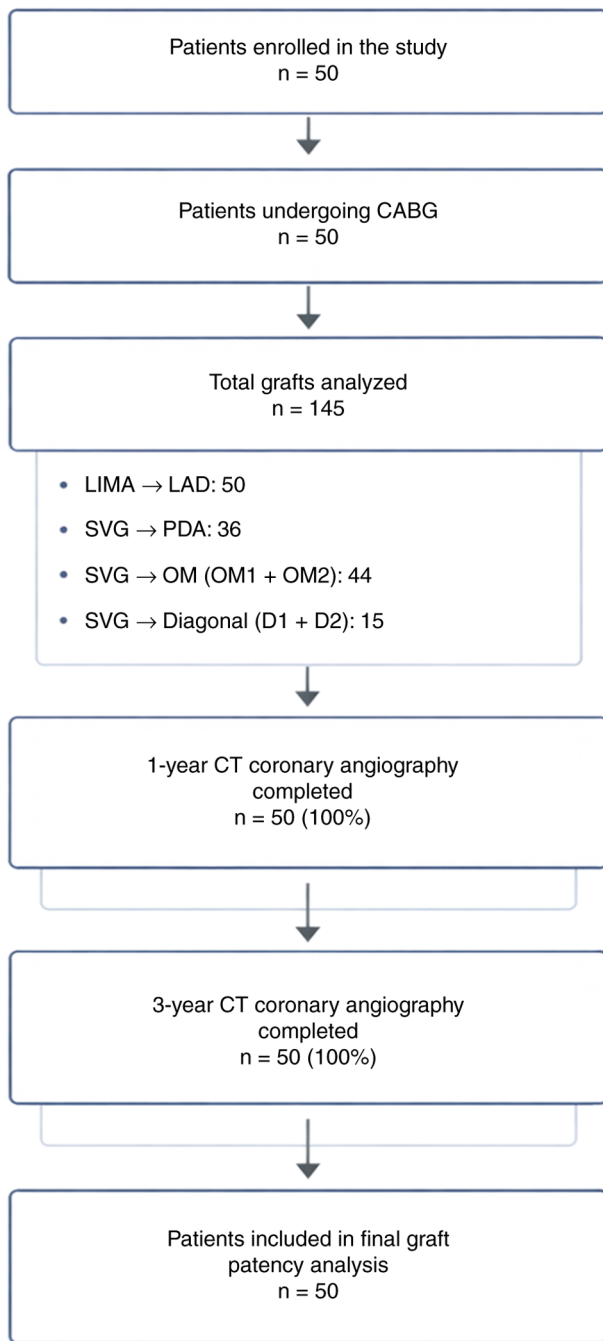 Patients enrolled in the study
n = 50
Patients undergoing CABG
n = 50
Total grafts analyzed
n = 145
• LIMA → LAD: 50
• SVG → PDA: 36
• SVG → OM (OM1 + OM2): 44
• SVG → Diagonal (D1 + D2): 15
1-year CT coronary angiography
completed
n = 50 (100%)
3-year CT coronary angiography
completed
n = 50 (100%)
Patients included in final graft
patency analysis
n = 50